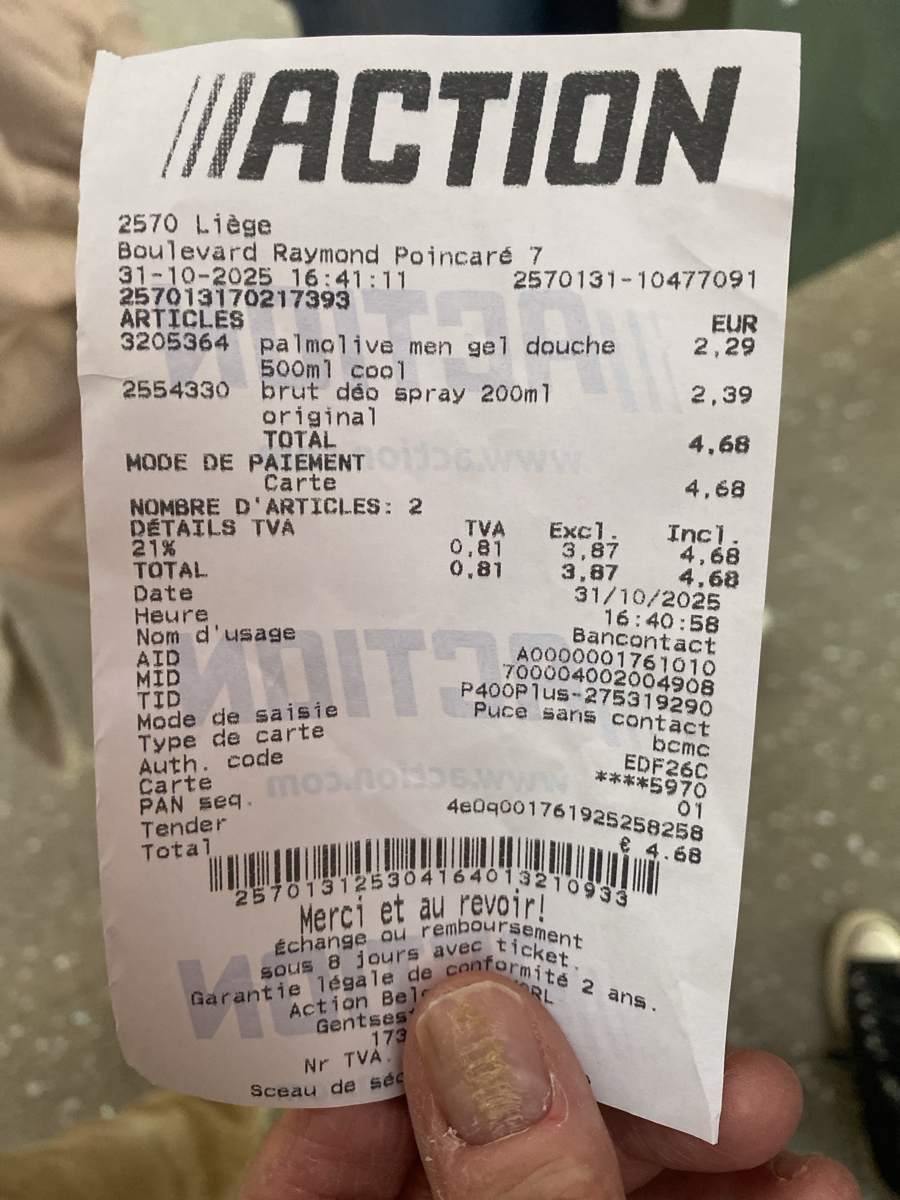 ACTION
2570 Liège
Boulevard Raymond Poincaré 7
31-10-2025 16:41:11 2570131-10477091
257013170217393
ARTICLES EUR
3205364 palmolive men gel douche 2,29
500ml cool
2554330 brut déo spray 200ml 2,39
original
TOTAL 4,68
MODE DE PAIEMENT
Carte 4,68
NOMBRE D'ARTICLES: 2
DÉTAILS TVA TVA Excl. Incl.
21% 0,81 3,87 4,68
TOTAL 0,81 3,87 4,68
Date 31/10/2025
Heure 16:40:58
Nom d'usage Bancontact
AID A0000001761010
MID 700004002004908
TID P400Plus-275319290
Mode de saisie Puce sans contact
Type de carte bcmc
Auth. code EDF26C
Carte ****5970
PAN seq. 01
Tender 4e0q001761925258258
Total € 4.68
257013125304164013210933
Merci et au revoir!
Échange ou remboursement
sous 8 jours avec ticket.
Garantie légale de conformité 2 ans.
Action
Nr TVA.
Sceau de